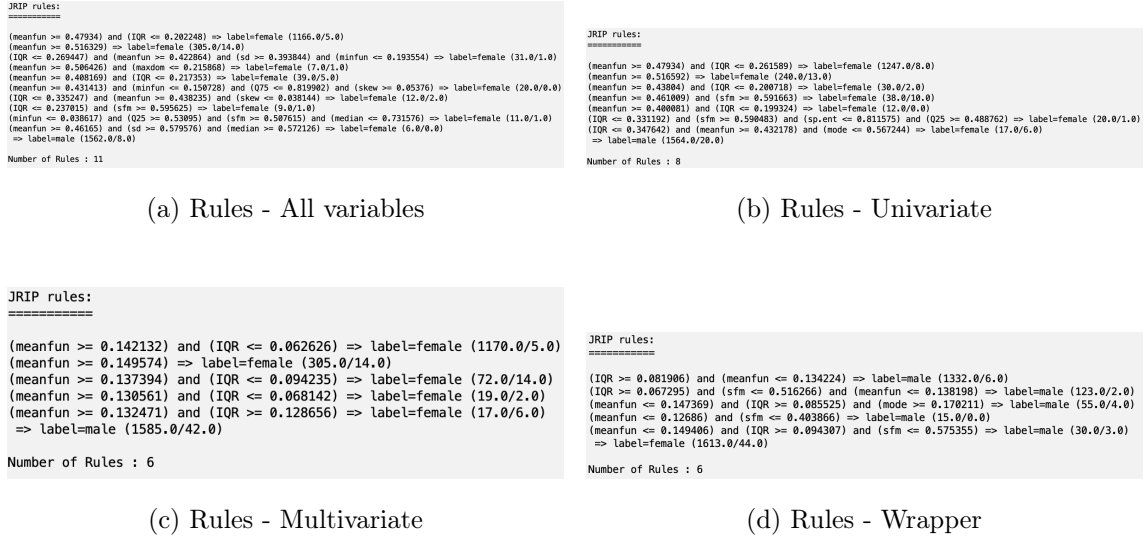 JRIP rules:
===========
(meanfun >= 0.47934) and (IQR <= 0.202248) => label=female (1166.0/5.0)
(meanfun >= 0.516329) => label=female (305.0/14.0)
(IQR <= 0.269447) and (meanfun >= 0.422864) and (sd >= 0.393844) and (minfun <= 0.193554) => label=female (31.0/1.0)
(meanfun >= 0.506426) and (maxdom <= 0.215868) => label=female (7.0/1.0)
(meanfun >= 0.408169) and (IQR <= 0.217353) => label=female (39.0/5.0)
(meanfun >= 0.431413) and (minfun <= 0.150728) and (Q75 <= 0.819902) and (skew >= 0.05376) => label=female (20.0/0.0)
(IQR <= 0.335247) and (meanfun >= 0.438235) and (skew <= 0.038144) => label=female (12.0/2.0)
(IQR <= 0.237015) and (sfm >= 0.595625) => label=female (9.0/1.0)
(minfun <= 0.038617) and (Q25 >= 0.53095) and (sfm >= 0.507615) and (median <= 0.731576) => label=female (11.0/1.0)
(meanfun >= 0.46165) and (sd >= 0.579576) and (median >= 0.572126) => label=female (6.0/0.0)
=> label=male (1562.0/8.0)
Number of Rules : 11
(a) Rules - All variables
JRIP rules:
===========
(meanfun >= 0.47934) and (IQR <= 0.261589) => label=female (1247.0/8.0)
(meanfun >= 0.516592) => label=female (240.0/13.0)
(meanfun >= 0.43804) and (IQR <= 0.200718) => label=female (30.0/2.0)
(meanfun >= 0.461009) and (sfm >= 0.591663) => label=female (38.0/10.0)
(meanfun >= 0.400081) and (IQR <= 0.199324) => label=female (12.0/0.0)
(IQR <= 0.331192) and (sfm >= 0.590483) and (sp.ent <= 0.811575) and (Q25 >= 0.488762) => label=female (20.0/1.0)
(IQR <= 0.347642) and (meanfun >= 0.432178) and (mode <= 0.567244) => label=female (17.0/6.0)
=> label=male (1564.0/20.0)
Number of Rules : 8
(b) Rules - Univariate
JRIP rules:
===========
(meanfun >= 0.142132) and (IQR <= 0.062626) => label=female (1170.0/5.0)
(meanfun >= 0.149574) => label=female (305.0/14.0)
(meanfun >= 0.137394) and (IQR <= 0.094235) => label=female (72.0/14.0)
(meanfun >= 0.130561) and (IQR <= 0.068142) => label=female (19.0/2.0)
(meanfun >= 0.132471) and (IQR >= 0.128656) => label=female (17.0/6.0)
=> label=male (1585.0/42.0)
Number of Rules : 6
(c) Rules - Multivariate
JRIP rules:
===========
(IQR >= 0.081906) and (meanfun <= 0.134224) => label=male (1332.0/6.0)
(IQR >= 0.067295) and (sfm <= 0.516266) and (meanfun <= 0.138198) => label=male (123.0/2.0)
(meanfun <= 0.147369) and (IQR >= 0.085525) and (mode >= 0.170211) => label=male (55.0/4.0)
(meanfun <= 0.12686) and (sfm <= 0.403866) => label=male (15.0/0.0)
(meanfun <= 0.149406) and (IQR >= 0.094307) and (sfm <= 0.575355) => label=male (30.0/3.0)
=> label=female (1613.0/44.0)
Number of Rules : 6
(d) Rules - Wrapper